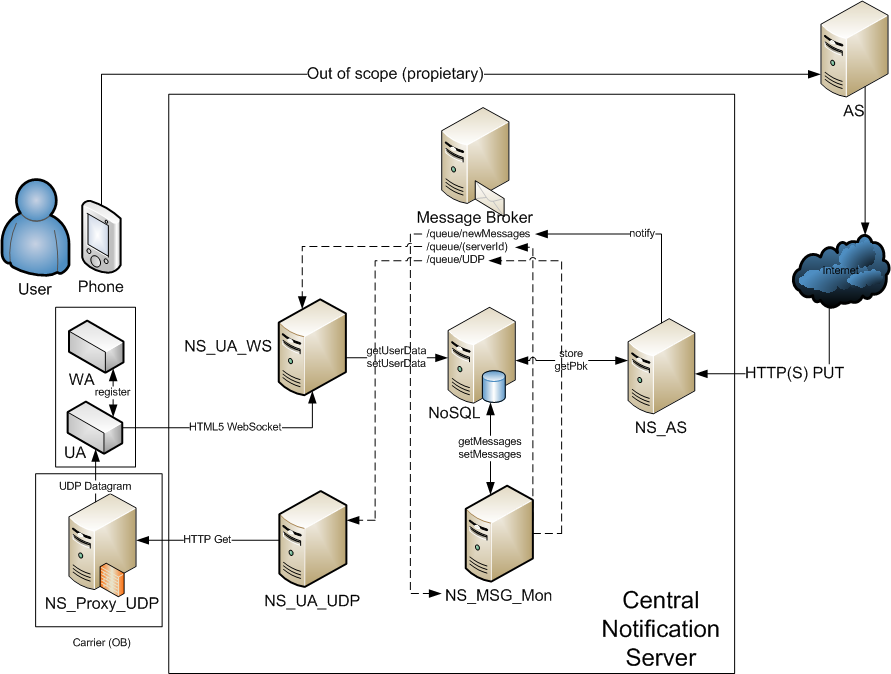 Out of scope (propietary)
AS
Message Broker
/queue/newMessages
/queue/(serverId)
/queue/UDP
notify
User
Phone
Internet
NS_UA_WS
getUserData
setUserData
store
getPbk
HTTP(S) PUT
WA
register
UA
HTML5 WebSocket
NoSQL
NS_AS
getMessages
setMessages
UDP Datagram
HTTP Get
NS_Proxy_UDP
NS_UA_UDP
NS_MSG_Mon
Carrier (OB)
Central
Notification
Server